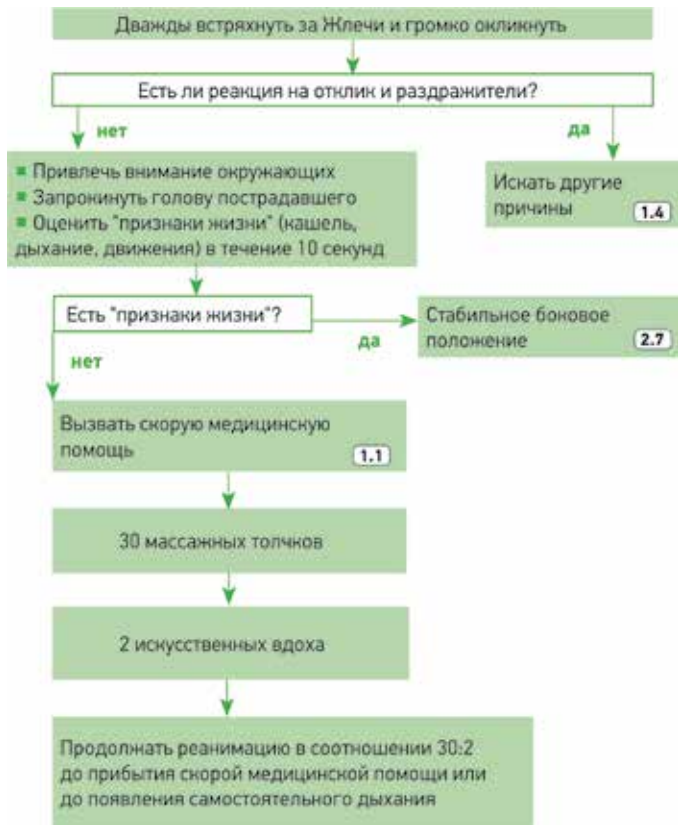 Дважды встряхнуть за Жлечи и громко окликнуть
Есть ли реакция на отклик и раздражители?
нет
да
▪ Привлечь внимание окружающих
▪ Запрокинуть голову пострадавшего
▪ Оценить "признаки жизни" (кашель,
дыхание, движения) в течение 10 секунд
Искать другие
причины 1.4
Есть "признаки жизни"?
да
Стабильное боковое
положение 2.7
нет
Вызвать скорую медицинскую
помощь 1.1
30 массажных толчков
2 искусственных вдоха
Продолжать реанимацию в соотношении 30:2
до прибытия скорой медицинской помощи или
до появления самостоятельного дыхания